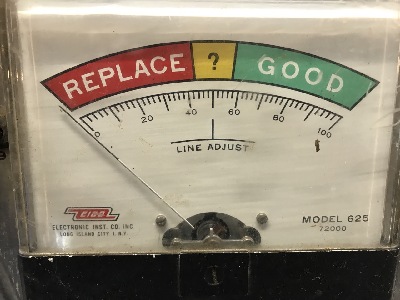 REPLACE ? GOOD
0 20 40 60 80 100
LINE ADJUST
EICO
ELECTRONIC INST. CO. INC
LONG ISLAND CITY 1, N.Y.
MODEL 625
72000